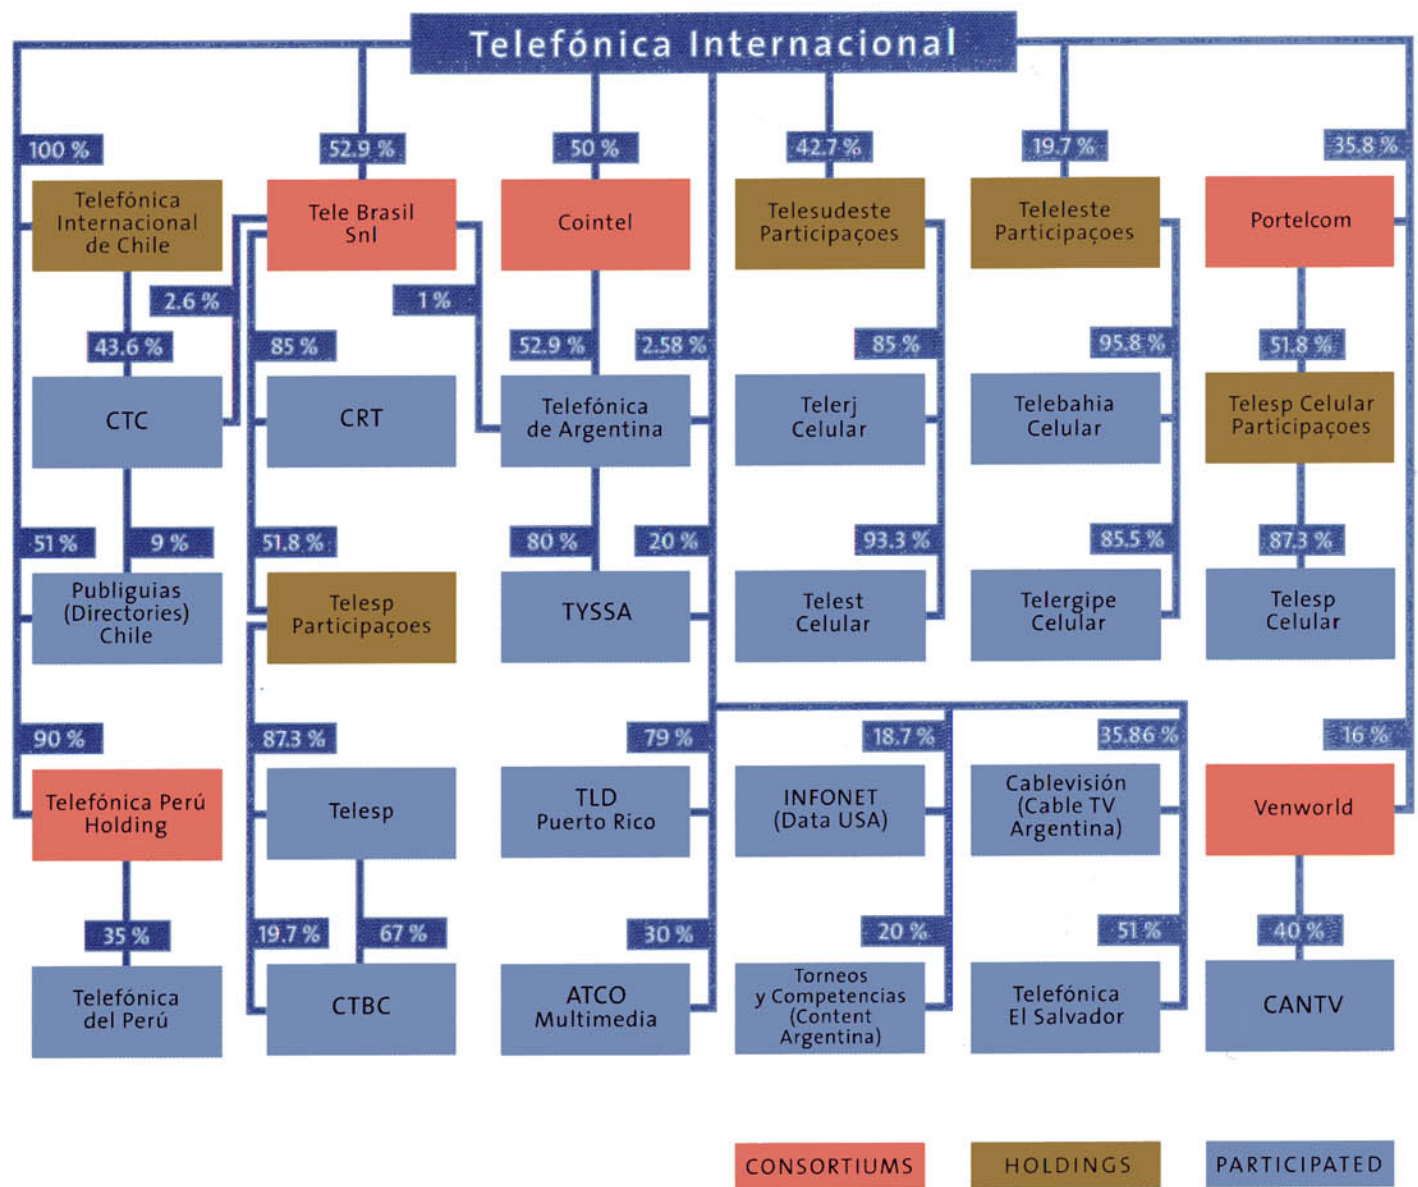 Telefónica Internacional
100 %
52.9 %
50 %
42.7 %
19.7 %
35.8 %
Telefónica
Internacional
de Chile
Tele Brasil
Snl
Cointel
Telesudeste
Participaçoes
Teleleste
Participaçoes
Portelcom
2.6 %
1 %
43.6 %
85 %
52.9 %
2.58 %
85 %
95.8 %
51.8 %
CTC
CRT
Telefónica
de Argentina
Telerj
Celular
Telebahia
Celular
Telesp Celular
Participaçoes
51 %
9 %
51.8 %
80 %
20 %
93.3 %
85.5 %
87.3 %
Publiguias
(Directories)
Chile
Telesp
Participaçoes
TYSSA
Telest
Celular
Telergipe
Celular
Telesp
Celular
90 %
87.3 %
79 %
18.7 %
35.86 %
16 %
Telefónica Perú
Holding
Telesp
TLD
Puerto Rico
INFONET
(Data USA)
Cablevisión
(Cable TV
Argentina)
Venworld
35 %
19.7 %
67 %
30 %
20 %
51 %
40 %
Telefónica
del Perú
CTBC
ATCO
Multimedia
Torneos
y Competencias
(Content
Argentina)
Telefónica
El Salvador
CANTV
CONSORTIUMS
HOLDINGS
PARTICIPATED